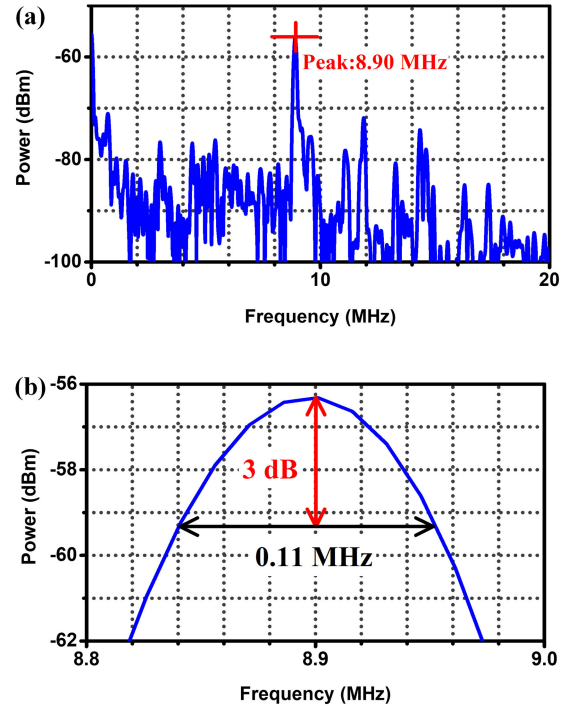 (a)
-60
-80
-100
Power (dBm)
Peak:8.90 MHz
0
10
20
Frequency (MHz)
(b)
-56
-58
-60
-62
Power (dBm)
3 dB
0.11 MHz
8.8
8.9
9.0
Frequency (MHz)